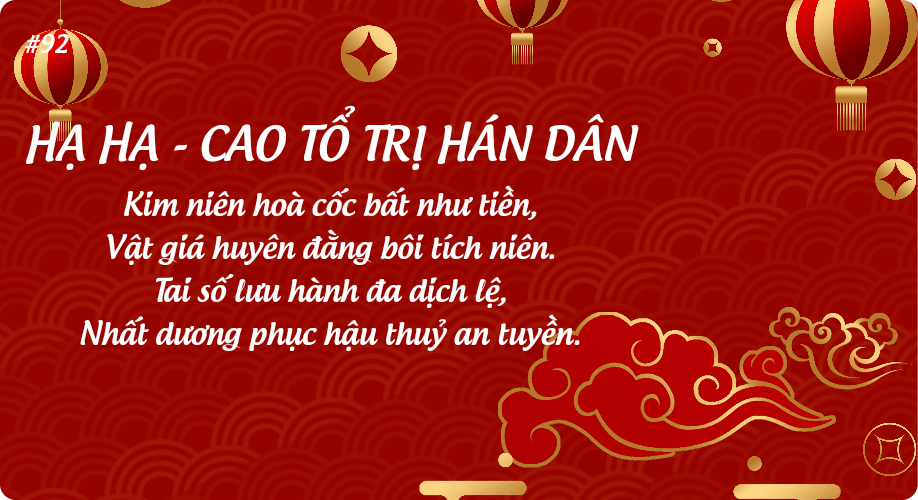 #92
HẠ HẠ - CAO TỔ TRỊ HÁN DÂN
Kim niên hoà cốc bất như tiền,
Vật giá huyên đằng bôi tích niên.
Tai số lưu hành đa dịch lệ,
Nhất dương phục hậu thuỷ an tuyền.